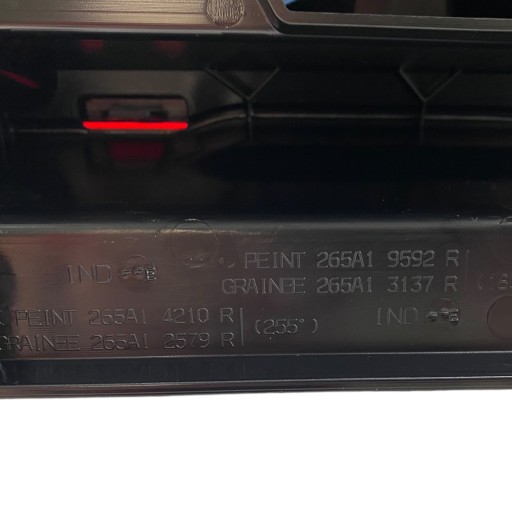 PEINT 265A1 9592 R
IND
GRAINEE 265A1 3137 R
PEINT 265A1 4210 R
(255°)
IND
GRAINEE 265A1 2579 R